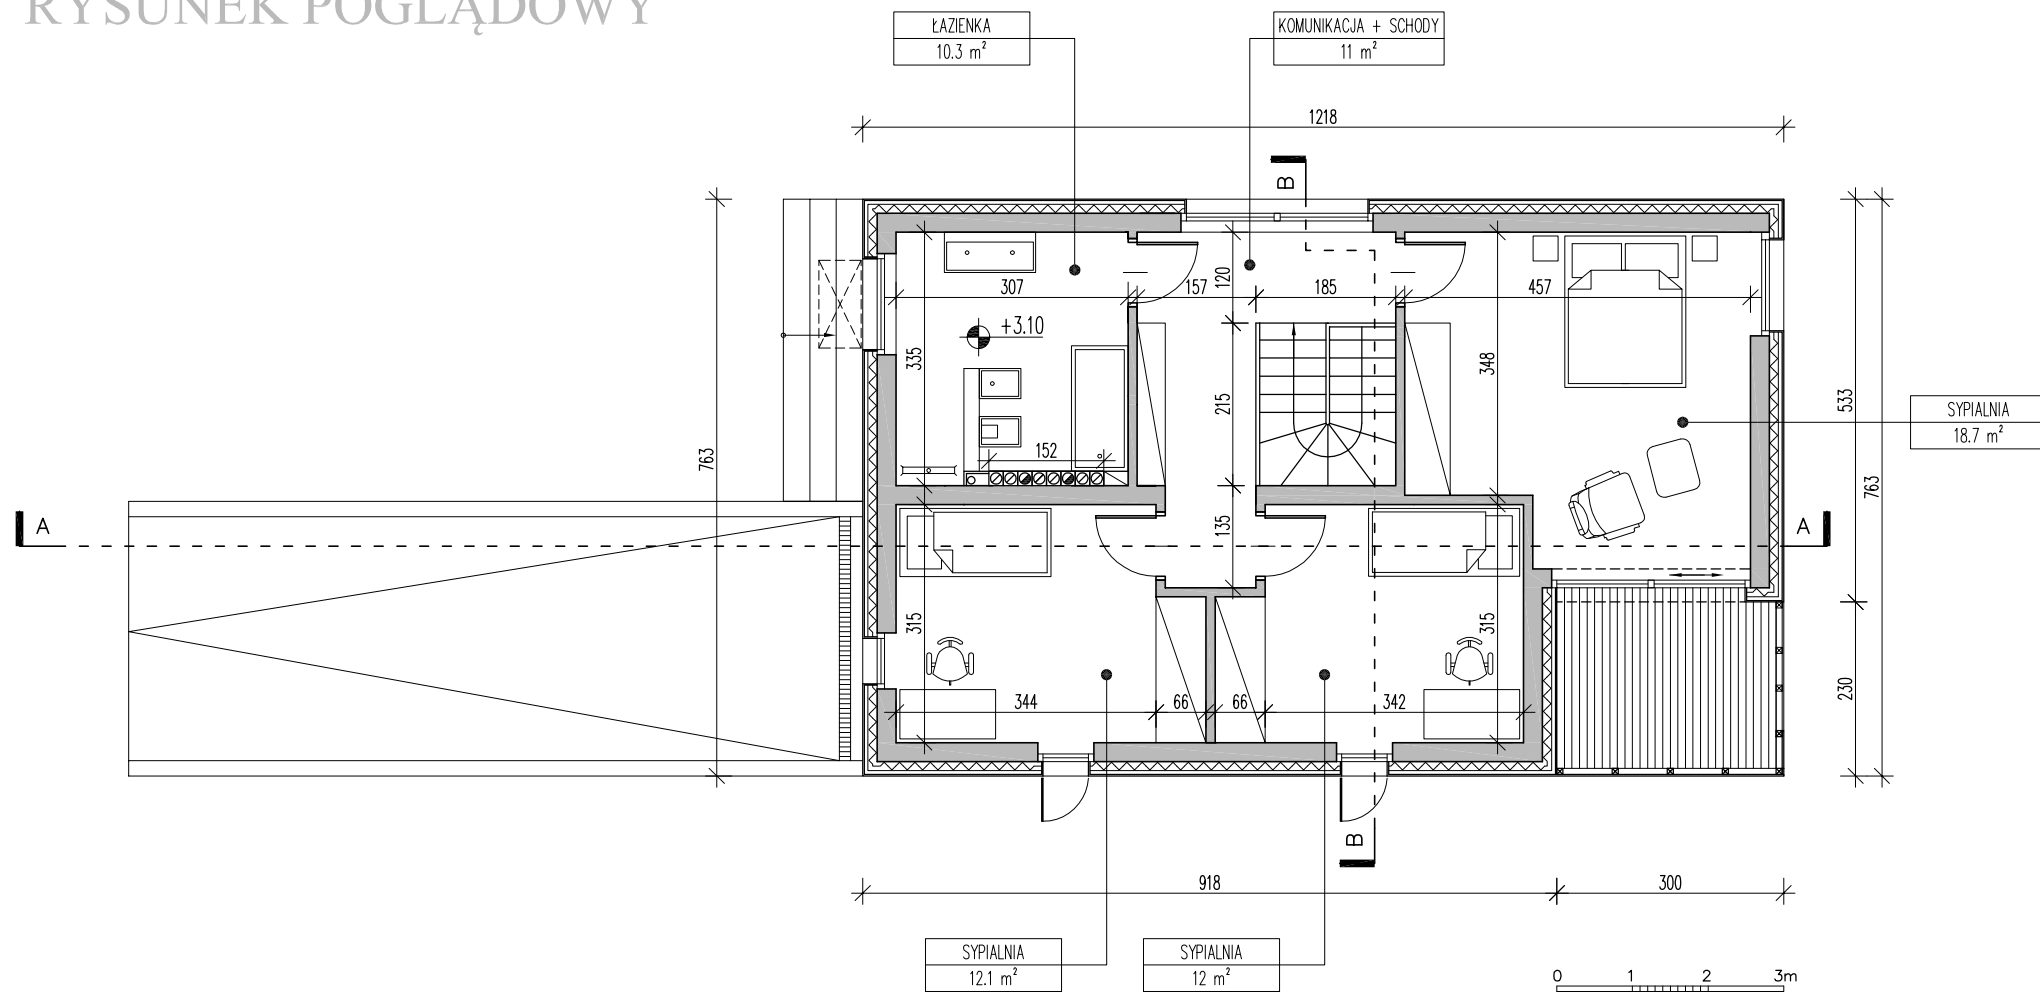 RYSUNEK POGLĄDOWY
ŁAZIENKA
10.3 m²
KOMUNIKACJA + SCHODY
11 m²
1218
B
763
307
157
120
185
457
+3.10
335
348
215
533
SYPIALNIA
18.7 m²
152
763
A
A
135
315
315
230
344
66
66
342
B
918
300
SYPIALNIA
12.1 m²
SYPIALNIA
12 m²
0 1 2 3m